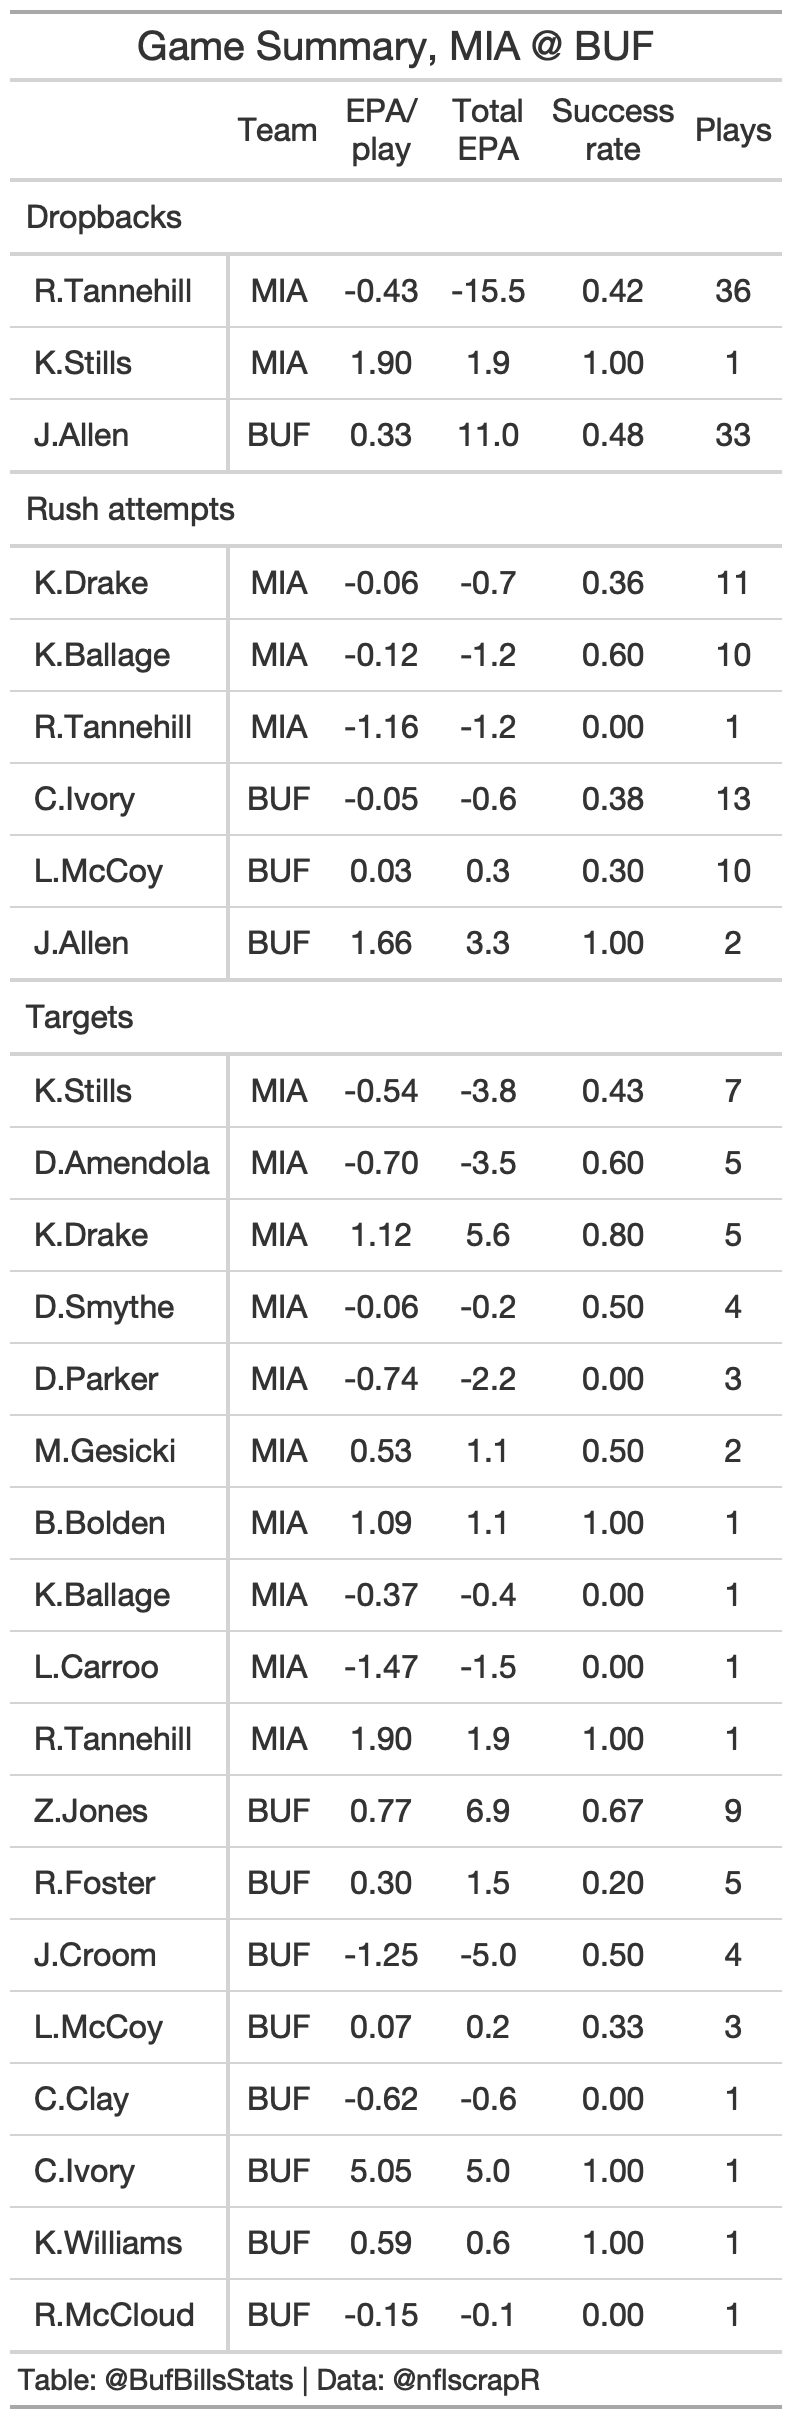 Game Summary, MIA @ BUF
Team EPA/play Total EPA Success rate Plays
Dropbacks
R.Tannehill MIA -0.43 -15.5 0.42 36
K.Stills MIA 1.90 1.9 1.00 1
J.Allen BUF 0.33 11.0 0.48 33
Rush attempts
K.Drake MIA -0.06 -0.7 0.36 11
K.Ballage MIA -0.12 -1.2 0.60 10
R.Tannehill MIA -1.16 -1.2 0.00 1
C.Ivory BUF -0.05 -0.6 0.38 13
L.McCoy BUF 0.03 0.3 0.30 10
J.Allen BUF 1.66 3.3 1.00 2
Targets
K.Stills MIA -0.54 -3.8 0.43 7
D.Amendola MIA -0.70 -3.5 0.60 5
K.Drake MIA 1.12 5.6 0.80 5
D.Smythe MIA -0.06 -0.2 0.50 4
D.Parker MIA -0.74 -2.2 0.00 3
M.Gesicki MIA 0.53 1.1 0.50 2
B.Bolden MIA 1.09 1.1 1.00 1
K.Ballage MIA -0.37 -0.4 0.00 1
L.Carroo MIA -1.47 -1.5 0.00 1
R.Tannehill MIA 1.90 1.9 1.00 1
Z.Jones BUF 0.77 6.9 0.67 9
R.Foster BUF 0.30 1.5 0.20 5
J.Croom BUF -1.25 -5.0 0.50 4
L.McCoy BUF 0.07 0.2 0.33 3
C.Clay BUF -0.62 -0.6 0.00 1
C.Ivory BUF 5.05 5.0 1.00 1
K.Williams BUF 0.59 0.6 1.00 1
R.McCloud BUF -0.15 -0.1 0.00 1
Table: @BufBillsStats | Data: @nflscrapR